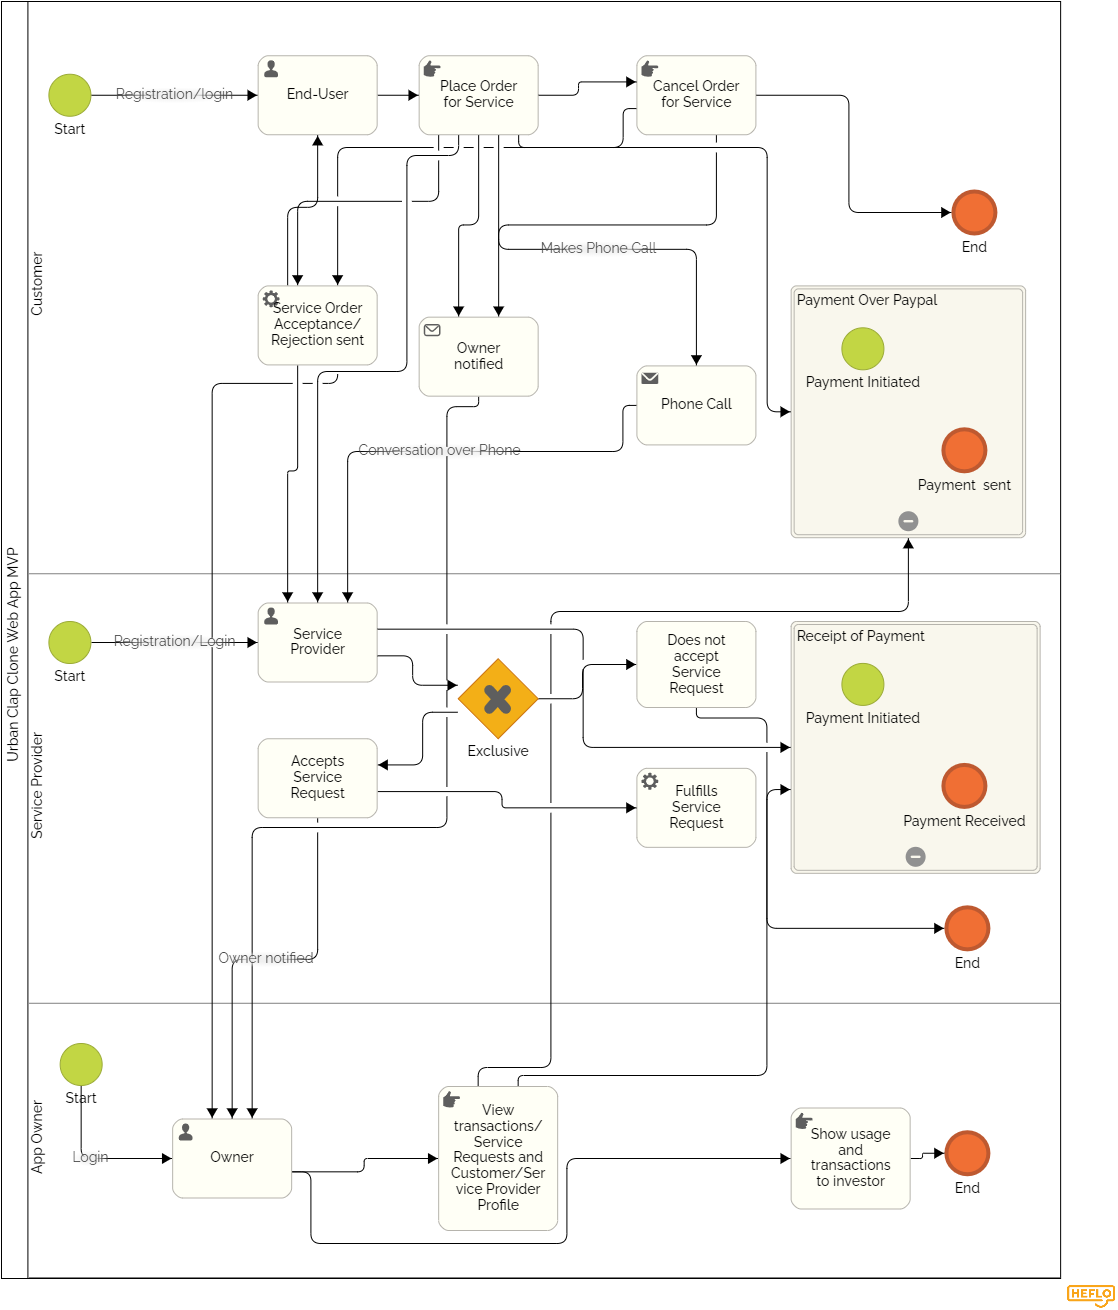 Urban Clap Clone Web App MVP
Customer
Start
Registration/login
End-User
Place Order
for Service
Cancel Order
for Service
End
Makes Phone Call
Service Order
Acceptance/
Rejection sent
Owner
notified
Phone Call
Conversation over Phone
Payment Over Paypal
Payment Initiated
Payment sent
Service Provider
Start
Registration/Login
Service
Provider
Exclusive
Does not
accept
Service
Request
Accepts
Service
Request
Fulfills
Service
Request
Receipt of Payment
Payment Initiated
Payment Received
Owner notified
End
App Owner
Start
Login
Owner
View
transactions/
Service
Requests and
Customer/Ser
vice Provider
Profile
Show usage
and
transactions
to investor
End
HEFLO